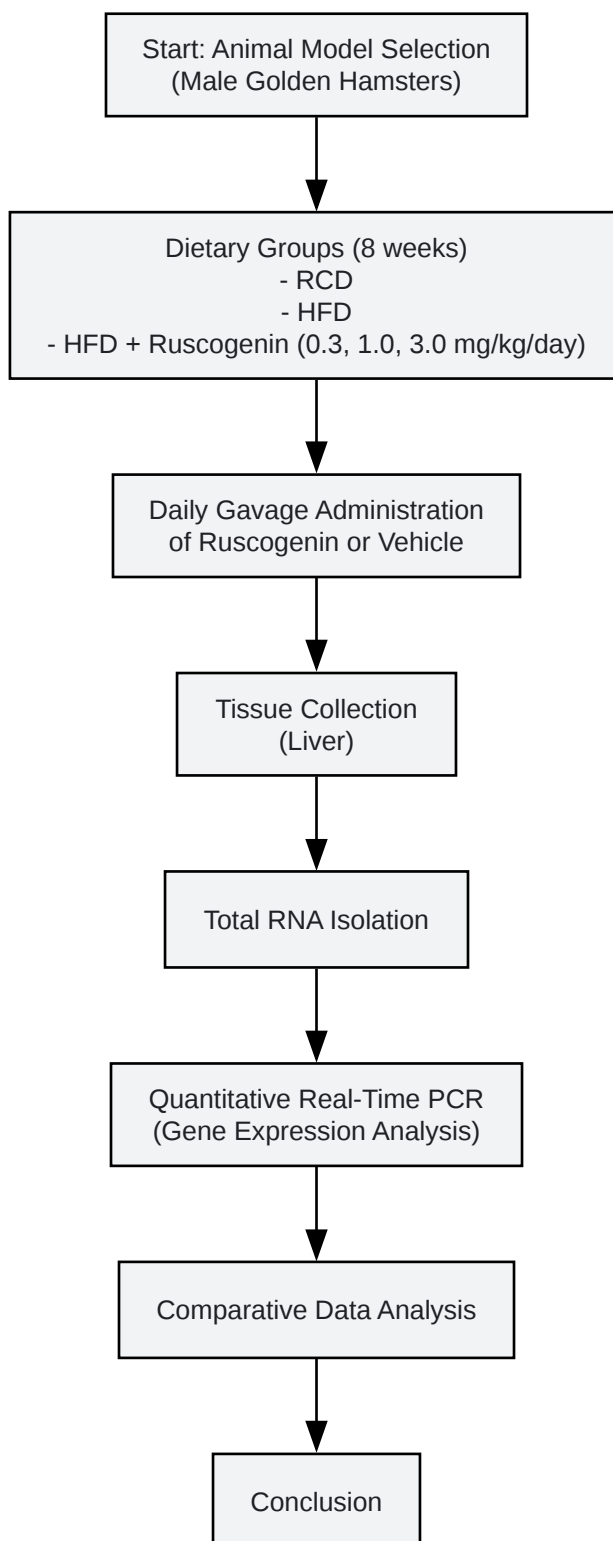 Start: Animal Model Selection
(Male Golden Hamsters)
Dietary Groups (8 weeks)
- RCD
- HFD
- HFD + Ruscogenin (0.3, 1.0, 3.0 mg/kg/day)
Daily Gavage Administration
of Ruscogenin or Vehicle
Tissue Collection
(Liver)
Total RNA Isolation
Quantitative Real-Time PCR
(Gene Expression Analysis)
Comparative Data Analysis
Conclusion